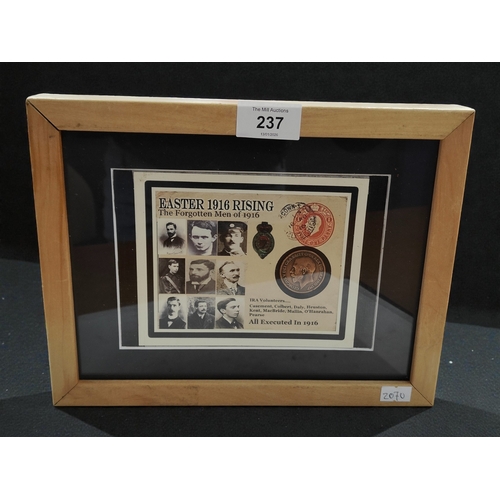 The Mill Auctions
237
EASTER 1916 RISING
The Forgotten Men of 1916
IRA Volunteers....
Casement, Colbert, Daly, Heuston,
Kent, MacBride, Mallin, O'Hanrahan,
Pearse
All Executed In 1916
2070